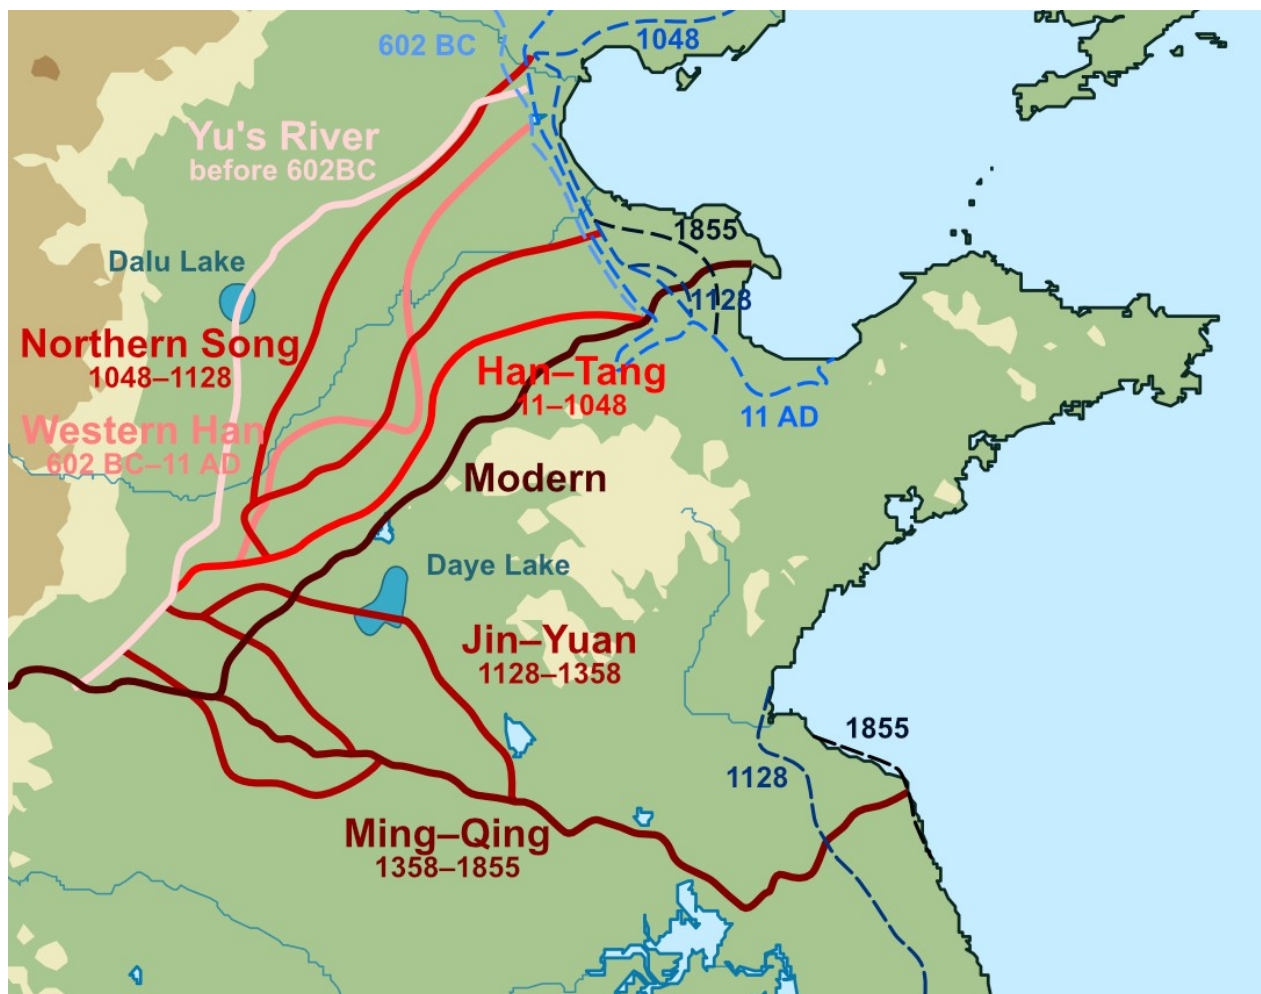 602 BC
1048
Yu's River
before 602BC
1855
Dalu Lake
1128
Northern Song
1048–1128
Han–Tang
11–1048
11 AD
Western Han
602 BC–11 AD
Modern
Daye Lake
Jin–Yuan
1128–1358
1855
1128
Ming–Qing
1358–1855